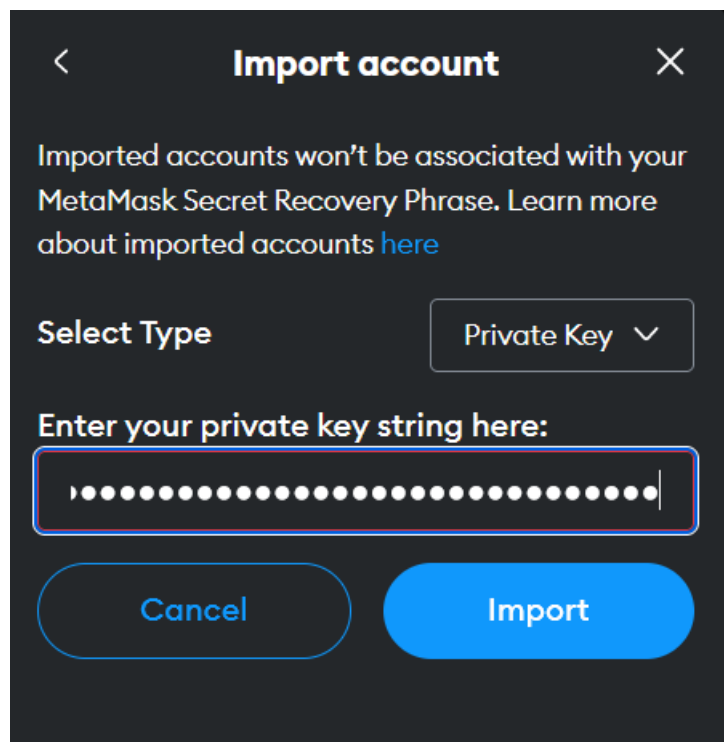 Import account
Imported accounts won't be associated with your
MetaMask Secret Recovery Phrase. Learn more
about imported accounts here
Select Type
Private Key
Enter your private key string here:
Cancel
Import